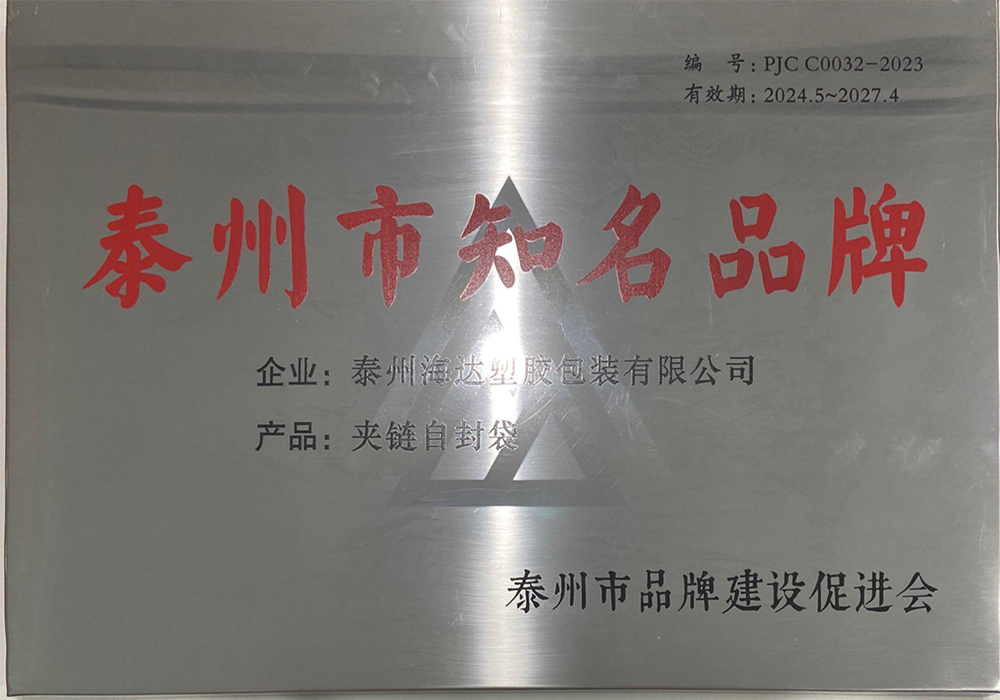 编　号：PJC C0032-2023
有效期：2024.5~2027.4
泰州市知名品牌
企业：泰州海达塑胶包装有限公司
产品：夹链自封袋
泰州市品牌建设促进会